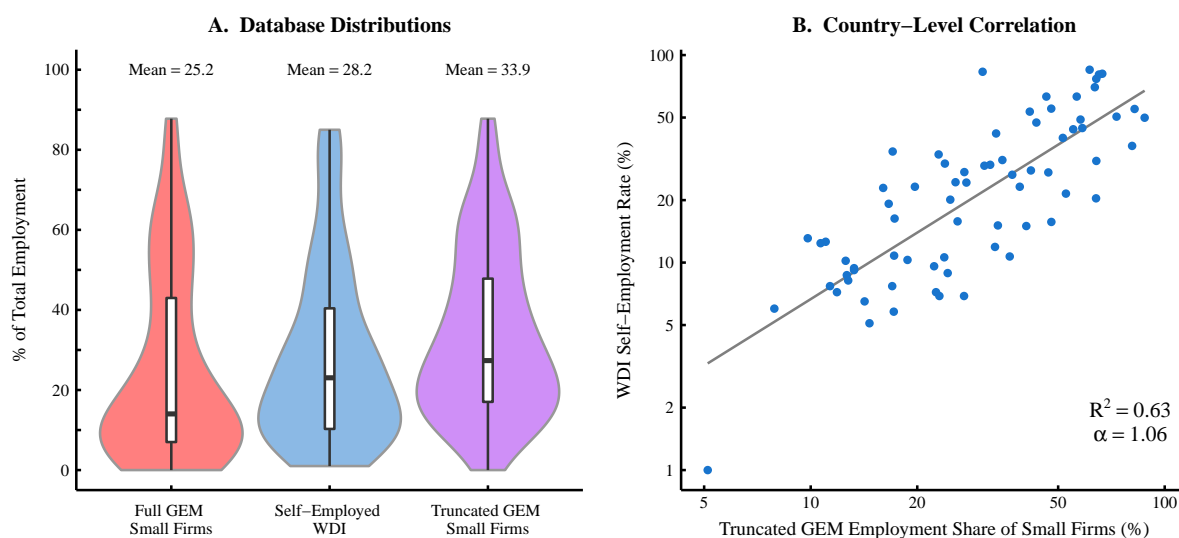 A. Database Distributions
Mean = 25.2
Mean = 28.2
Mean = 33.9
% of Total Employment
100
80
60
40
20
0
Full GEM
Small Firms
Self−Employed
WDI
Truncated GEM
Small Firms
B. Country−Level Correlation
WDI Self−Employment Rate (%)
100
50
20
10
5
2
1
R² = 0.63
α = 1.06
5
10
20
50
100
Truncated GEM Employment Share of Small Firms (%)